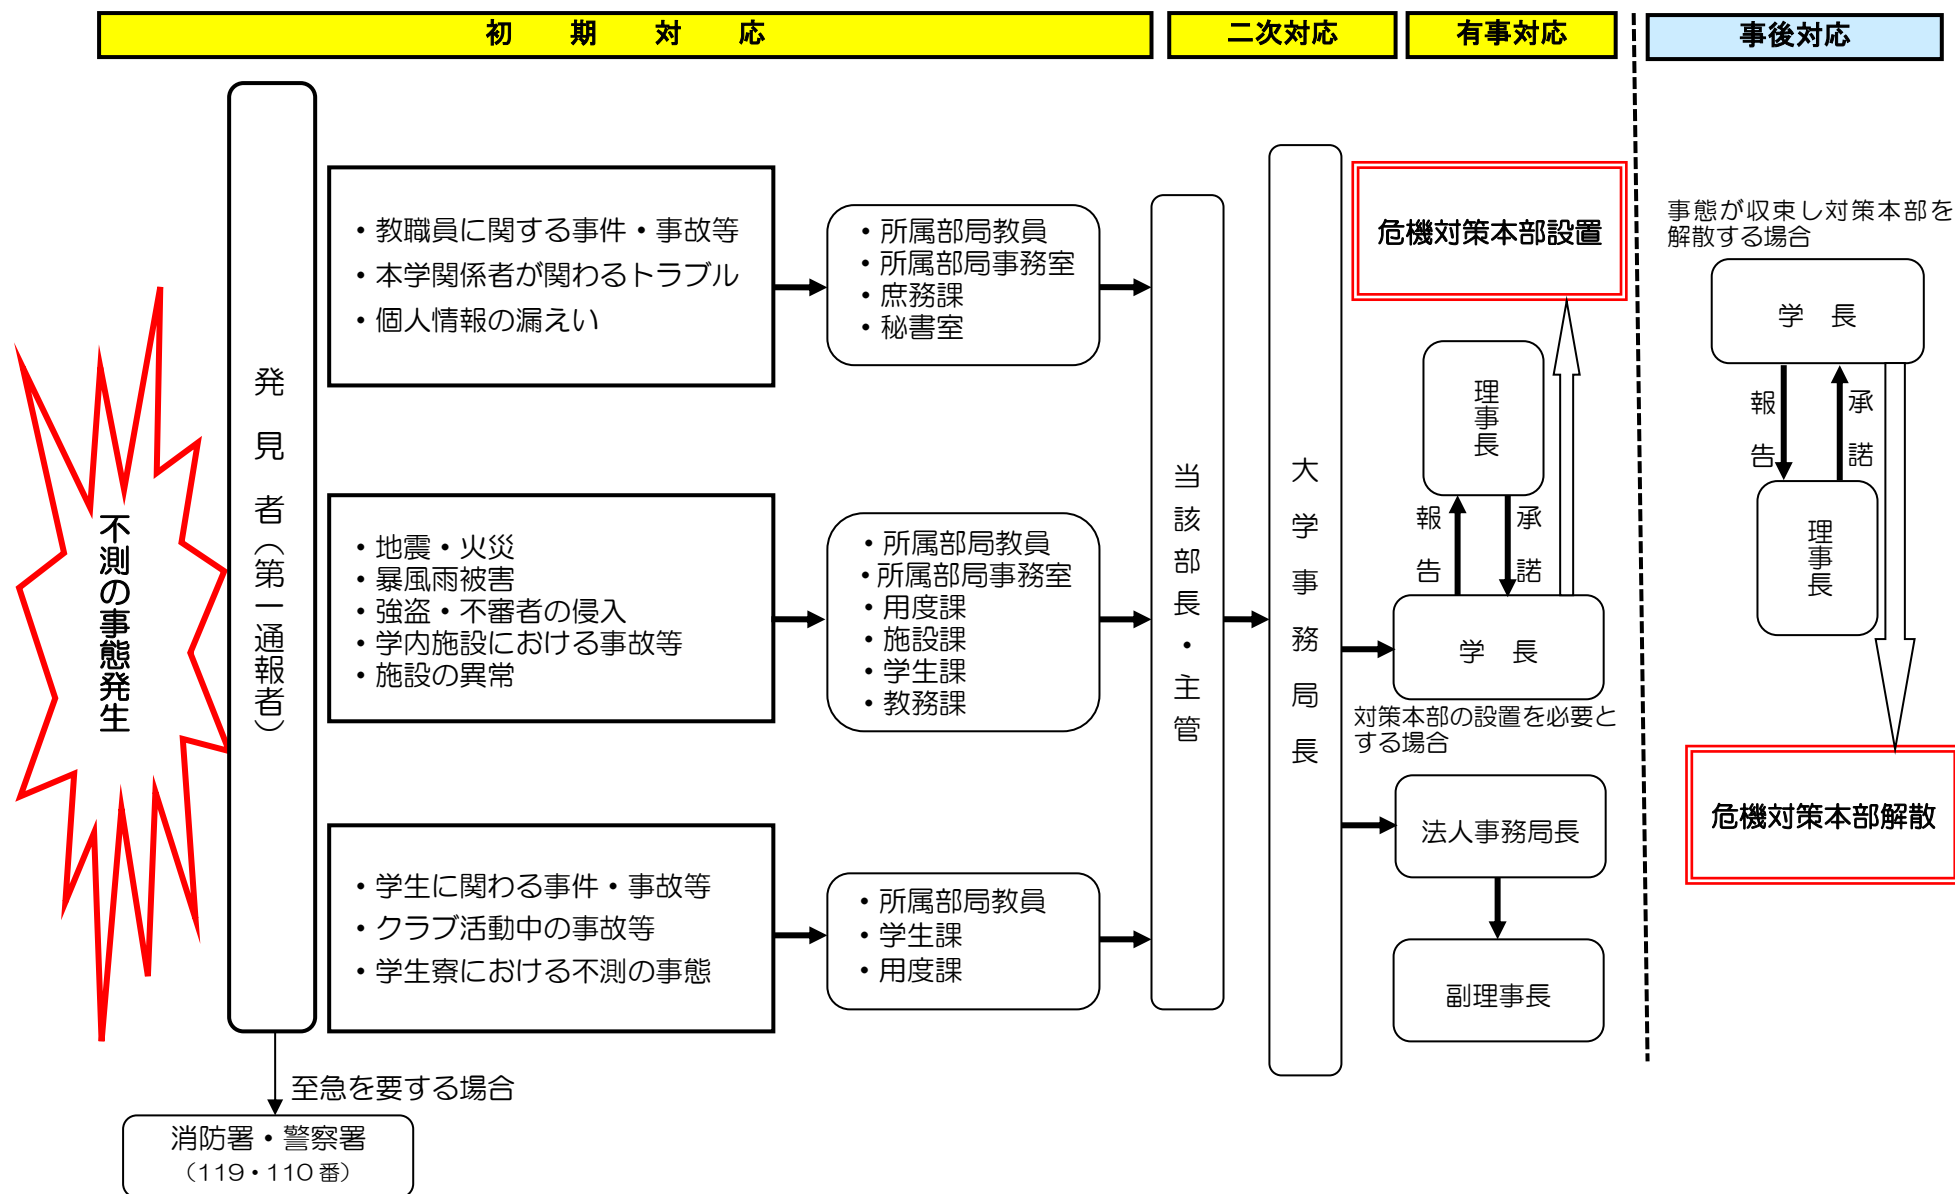 初期対応
二次対応
有事対応
事後対応
不測の事態発生
発見者（第一通報者）
・教職員に関する事件・事故等
・本学関係者が関わるトラブル
・個人情報の漏えい
・所属部局教員
・所属部局事務室
・庶務課
・秘書室
・地震・火災
・暴風雨被害
・強盗・不審者の侵入
・学内施設における事故等
・施設の異常
・所属部局教員
・所属部局事務室
・用度課
・施設課
・学生課
・教務課
・学生に関わる事件・事故等
・クラブ活動中の事故等
・学生寮における不測の事態
・所属部局教員
・学生課
・用度課
至急を要する場合
消防署・警察署
（119・110番）
当該部長・主管
大学事務局長
危機対策本部設置
理事長
報告
承諾
学　長
対策本部の設置を必要と
する場合
法人事務局長
副理事長
事態が収束し対策本部を
解散する場合
学　長
報告
承諾
理事長
危機対策本部解散